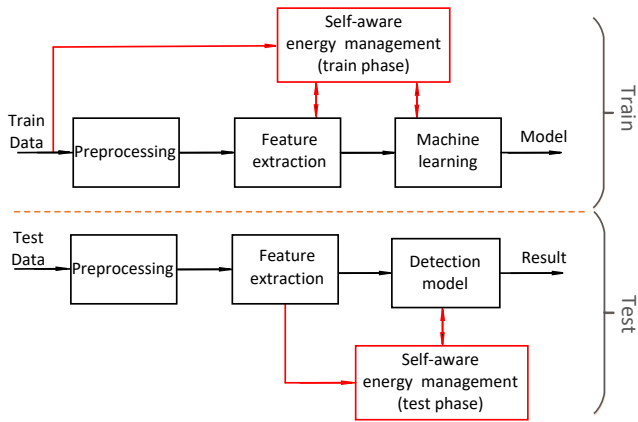 Self-aware
energy management
(train phase)
Train
Data
Preprocessing
Feature
extraction
Machine
learning
Model
Train
Test
Data
Preprocessing
Feature
extraction
Detection
model
Result
Self-aware
energy management
(test phase)
Test